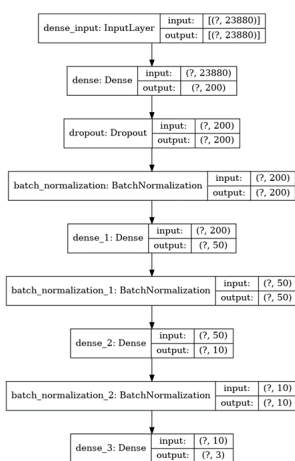 dense_input: InputLayer input: [(?, 23880)]
output: [(?, 23880)]
dense: Dense input: (?, 23880)
output: (?, 200)
dropout: Dropout input: (?, 200)
output: (?, 200)
batch_normalization: BatchNormalization input: (?, 200)
output: (?, 200)
dense_1: Dense input: (?, 200)
output: (?, 50)
batch_normalization_1: BatchNormalization input: (?, 50)
output: (?, 50)
dense_2: Dense input: (?, 50)
output: (?, 10)
batch_normalization_2: BatchNormalization input: (?, 10)
output: (?, 10)
dense_3: Dense input: (?, 10)
output: (?, 3)